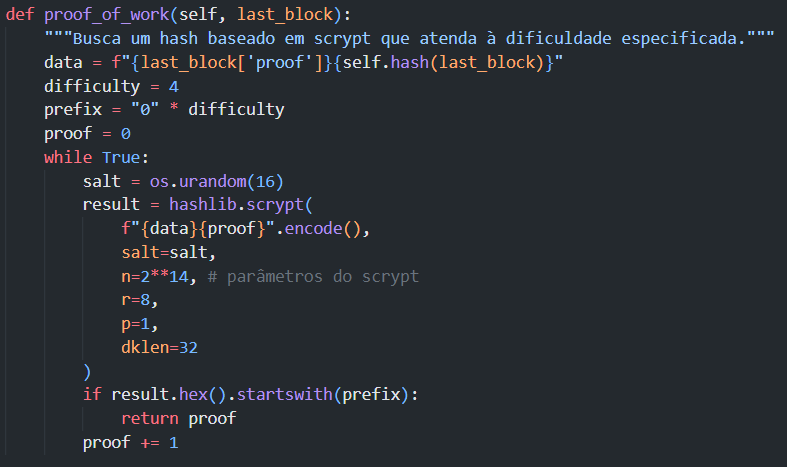 def proof_of_work(self, last_block):
    """Busca um hash baseado em scrypt que atenda à dificuldade especificada."""
    data = f"{last_block['proof']}{self.hash(last_block)}"
    difficulty = 4
    prefix = "0" * difficulty
    proof = 0
    while True:
        salt = os.urandom(16)
        result = hashlib.scrypt(
            f"{data}{proof}".encode(),
            salt=salt,
            n=2**14, # parâmetros do scrypt
            r=8,
            p=1,
            dklen=32
        )
        if result.hex().startswith(prefix):
            return proof
        proof += 1